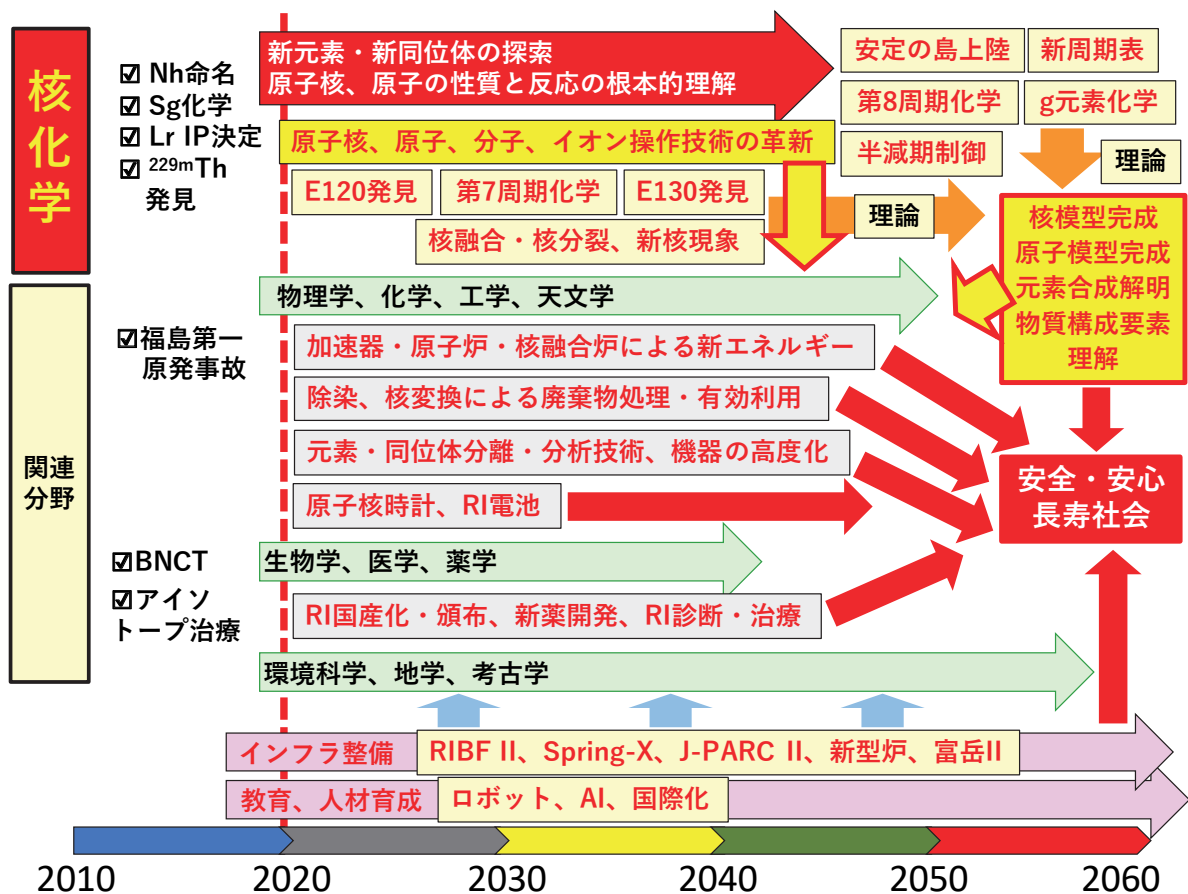 核化学
☑ Nh命名
☑ Sg化学
☑ Lr IP決定
☑ 229mTh
発見
新元素・新同位体の探索
原子核、原子の性質と反応の根本的理解
原子核、原子、分子、イオン操作技術の革新
E120発見
第7周期化学
E130発見
核融合・核分裂、新核現象
理論
安定の島上陸
新周期表
第8周期化学
g元素化学
半減期制御
理論
核模型完成
原子模型完成
元素合成解明
物質構成要素
理解
関連
分野
☑福島第一
原発事故
物理学、化学、工学、天文学
加速器・原子炉・核融合炉による新エネルギー
除染、核変換による廃棄物処理・有効利用
元素・同位体分離・分析技術、機器の高度化
原子核時計、RI電池
安全・安心
長寿社会
☑BNCT
☑アイソ
トープ治療
生物学、医学、薬学
RI国産化・頒布、新薬開発、RI診断・治療
環境科学、地学、考古学
インフラ整備
RIBF II、Spring-X、J-PARC II、新型炉、富岳II
教育、人材育成
ロボット、AI、国際化
2010
2020
2030
2040
2050
2060